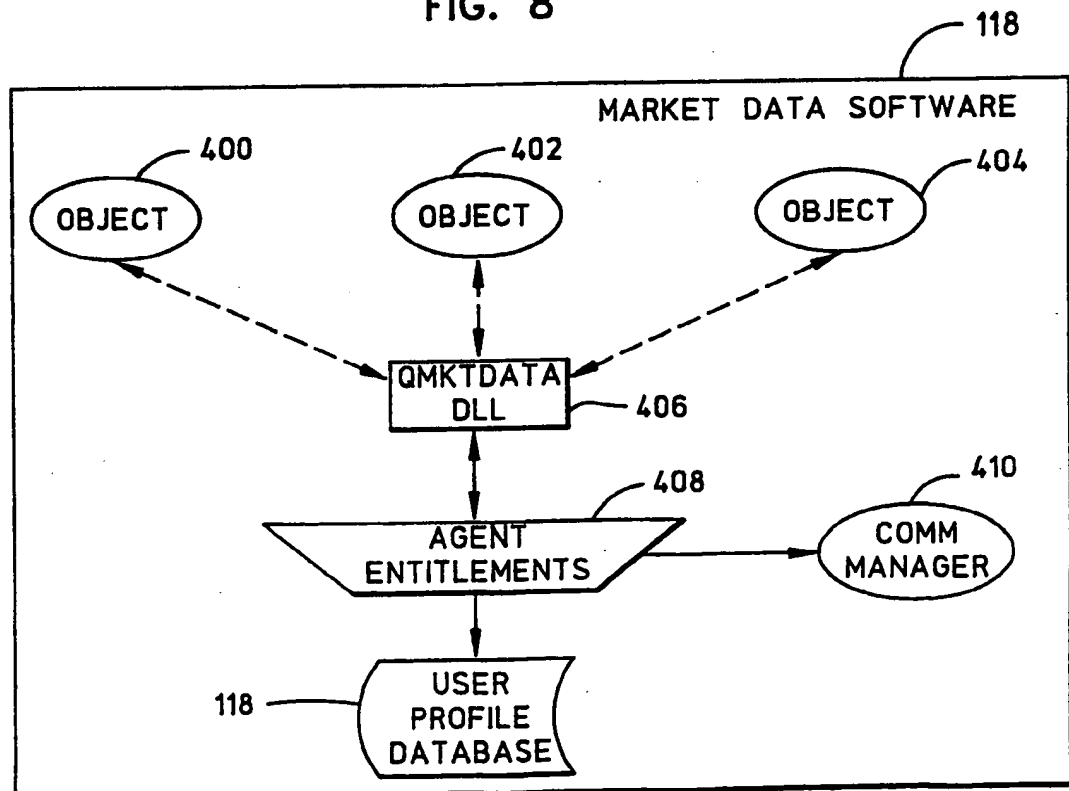 FIG. 8
118
MARKET DATA SOFTWARE
400
402
404
OBJECT
OBJECT
OBJECT
QMKTDATA
DLL
406
408
410
AGENT
ENTITLEMENTS
COMM
MANAGER
118
USER
PROFILE
DATABASE